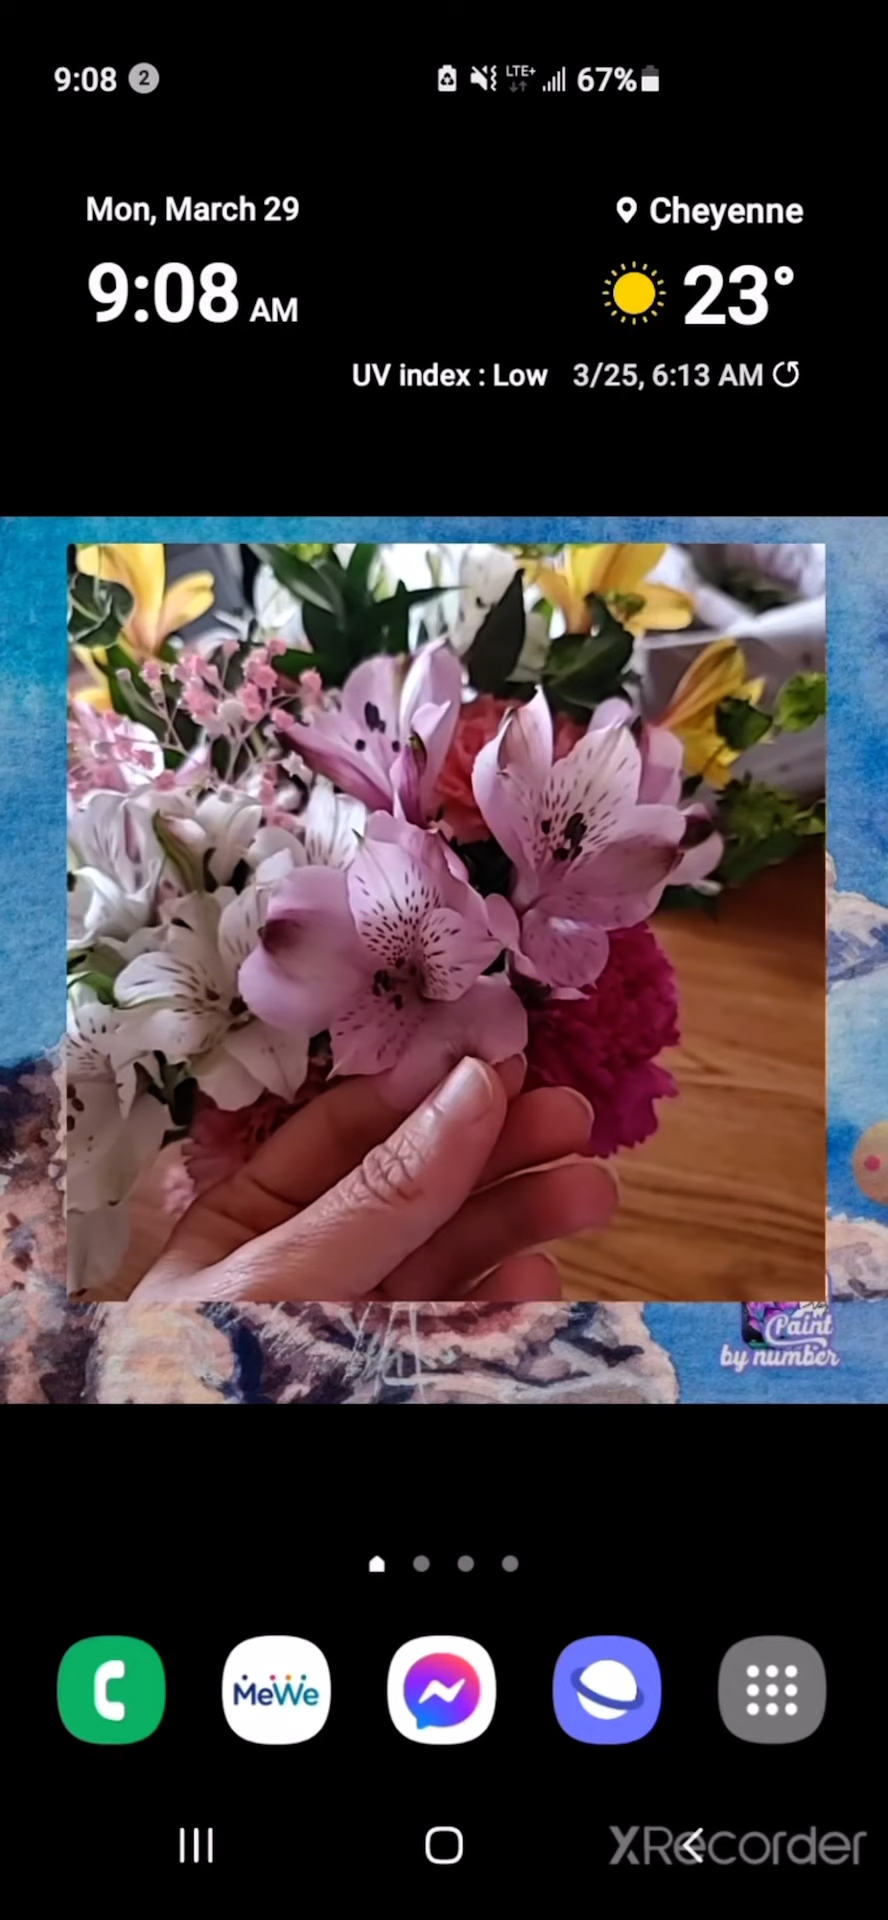 9:08 2 LTE+ 67%
Mon, March 29
Cheyenne
9:08 AM
23°
UV index : Low 3/25, 6:13 AM
Paint
by number
MeWe
XRecorder